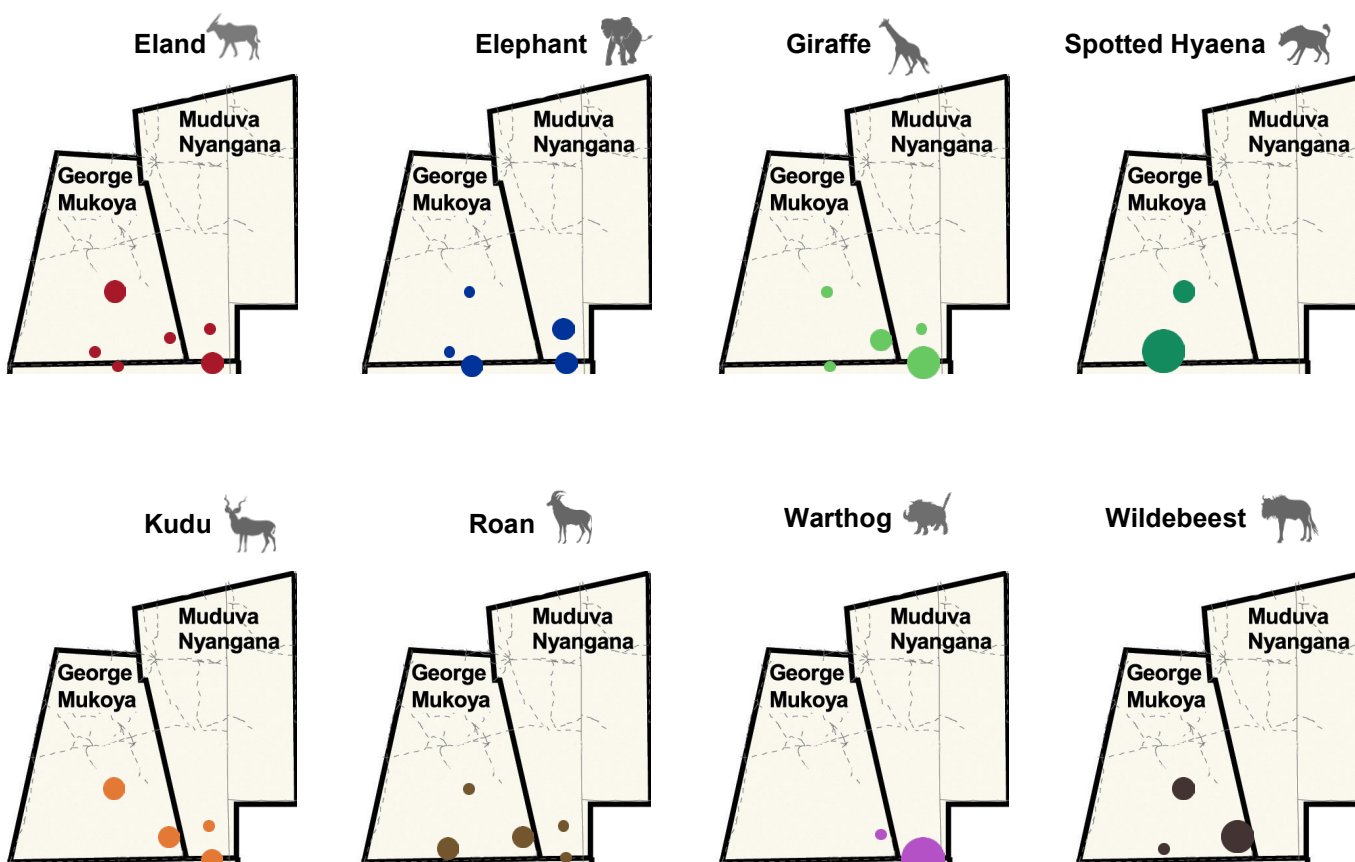 Eland
Elephant
Giraffe
Spotted Hyaena
Muduva
Nyangana
George
Mukoya
Muduva
Nyangana
George
Mukoya
Muduva
Nyangana
George
Mukoya
Muduva
Nyangana
George
Mukoya
Kudu
Roan
Warthog
Wildebeest
Muduva
Nyangana
George
Mukoya
Muduva
Nyangana
George
Mukoya
Muduva
Nyangana
George
Mukoya
Muduva
Nyangana
George
Mukoya